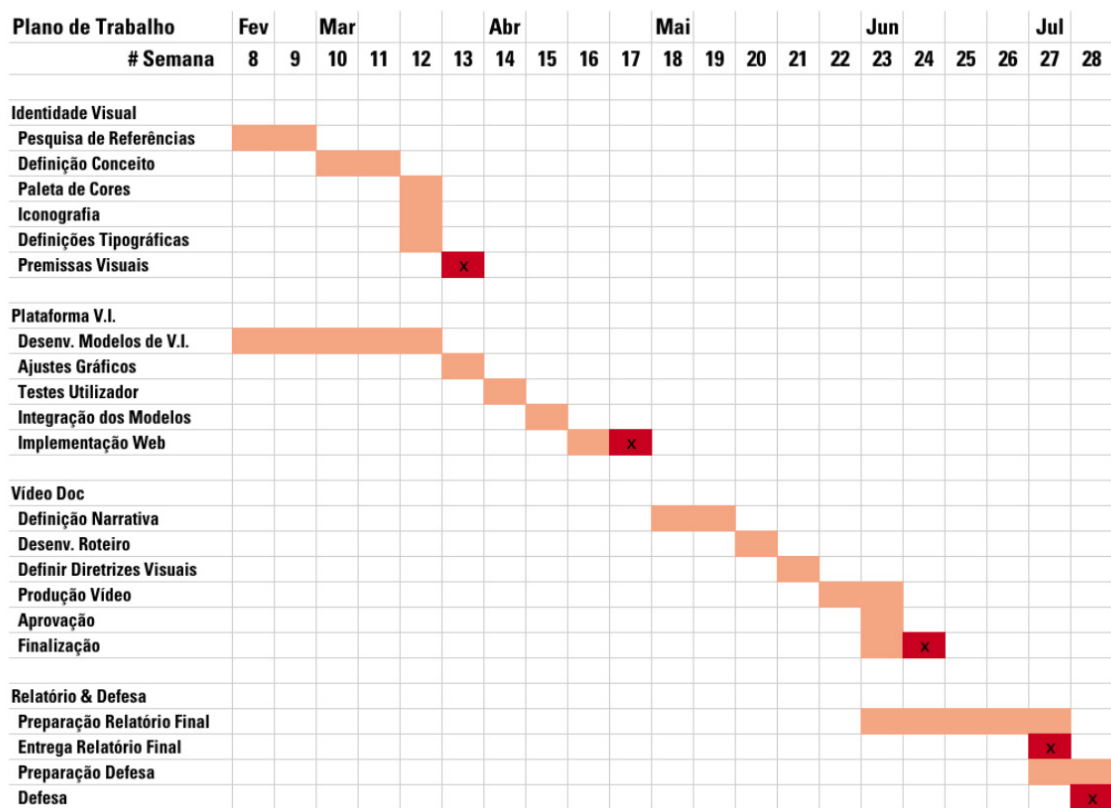 Plano de Trabalho Fev Mar Abr Mai Jun Jul
# Semana 8 9 10 11 12 13 14 15 16 17 18 19 20 21 22 23 24 25 26 27 28
Identidade Visual
Pesquisa de Referências
Definição Conceito
Paleta de Cores
Iconografia
Definições Tipográficas
Premissas Visuais x
Plataforma V.I.
Desenv. Modelos de V.I.
Ajustes Gráficos
Testes Utilizador
Integração dos Modelos
Implementação Web x
Vídeo Doc
Definição Narrativa
Desenv. Roteiro
Definir Diretrizes Visuais
Produção Vídeo
Aprovação
Finalização x
Relatório & Defesa
Preparação Relatório Final
Entrega Relatório Final x
Preparação Defesa
Defesa x